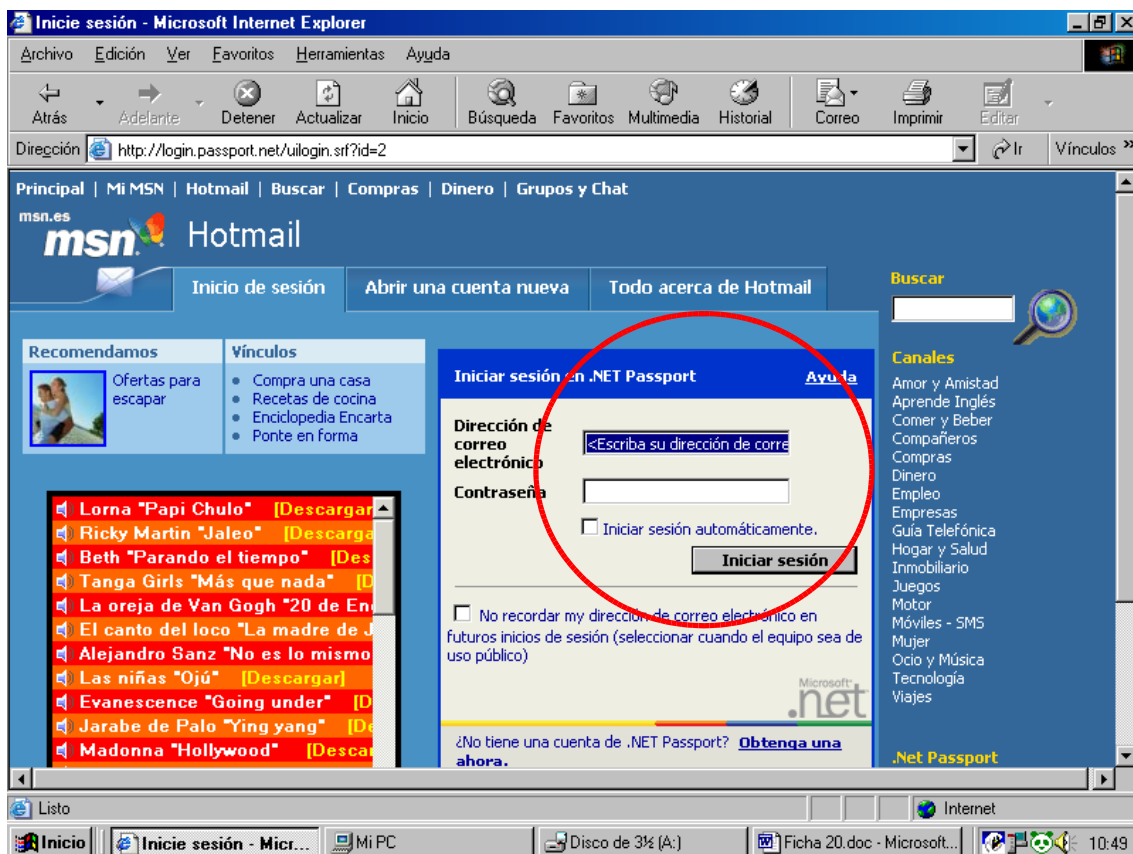 Inicie sesión - Microsoft Internet Explorer
Archivo Edición Ver Favoritos Herramientas Ayuda
Atrás Adelante Detener Actualizar Inicio Búsqueda Favoritos Multimedia Historial Correo Imprimir Editar
Dirección http://login.passport.net/uilogin.srf?id=2 Ir Vínculos »
Principal | Mi MSN | Hotmail | Buscar | Compras | Dinero | Grupos y Chat
msn.es
msn Hotmail
Inicio de sesión Abrir una cuenta nueva Todo acerca de Hotmail
Recomendamos
Ofertas para
escapar
Vínculos
Compra una casa
Recetas de cocina
Enciclopedia Encarta
Ponte en forma
Lorna "Papi Chulo" [Descargar
Ricky Martin "Jaleo" [Descarga
Beth "Parando el tiempo" [Des
Tanga Girls "Más que nada" [D
La oreja de Van Gogh "20 de En
El canto del loco "La madre de J
Alejandro Sanz "No es lo mismo
Las niñas "Ojú" [Descargar]
Evanescence "Going under" [D
Jarabe de Palo "Ying yang" [De
Madonna "Hollywood" [Descar
Iniciar sesión en .NET Passport Ayuda
Dirección de
correo
electrónico
<Escriba su dirección de corre
Contraseña
Iniciar sesión automáticamente.
Iniciar sesión
No recordar my dirección de correo electrónico en
futuros inicios de sesión (seleccionar cuando el equipo sea de
uso público)
Microsoft
.net
¿No tiene una cuenta de .NET Passport? Obtenga una
ahora.
Buscar
Canales
Amor y Amistad
Aprende Inglés
Comer y Beber
Compañeros
Compras
Dinero
Empleo
Empresas
Guía Telefónica
Hogar y Salud
Inmobiliario
Juegos
Motor
Móviles - SMS
Mujer
Ocio y Música
Tecnología
Viajes
.Net Passport
Listo Internet
Inicio Inicie sesión - Micr... Mi PC Disco de 3½ (A:) Ficha 20.doc - Microsoft... 10:49